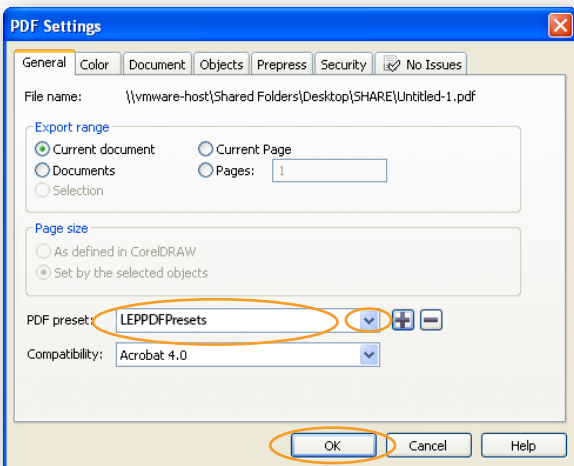 PDF Settings
General Color Document Objects Prepress Security No Issues
File name: \\vmware-host\Shared Folders\Desktop\SHARE\Untitled-1.pdf
Export range
Current document Current Page
Documents Pages: 1
Selection
Page size
As defined in CorelDRAW
Set by the selected objects
PDF preset: LEPPDFPresets
Compatibility: Acrobat 4.0
OK Cancel Help